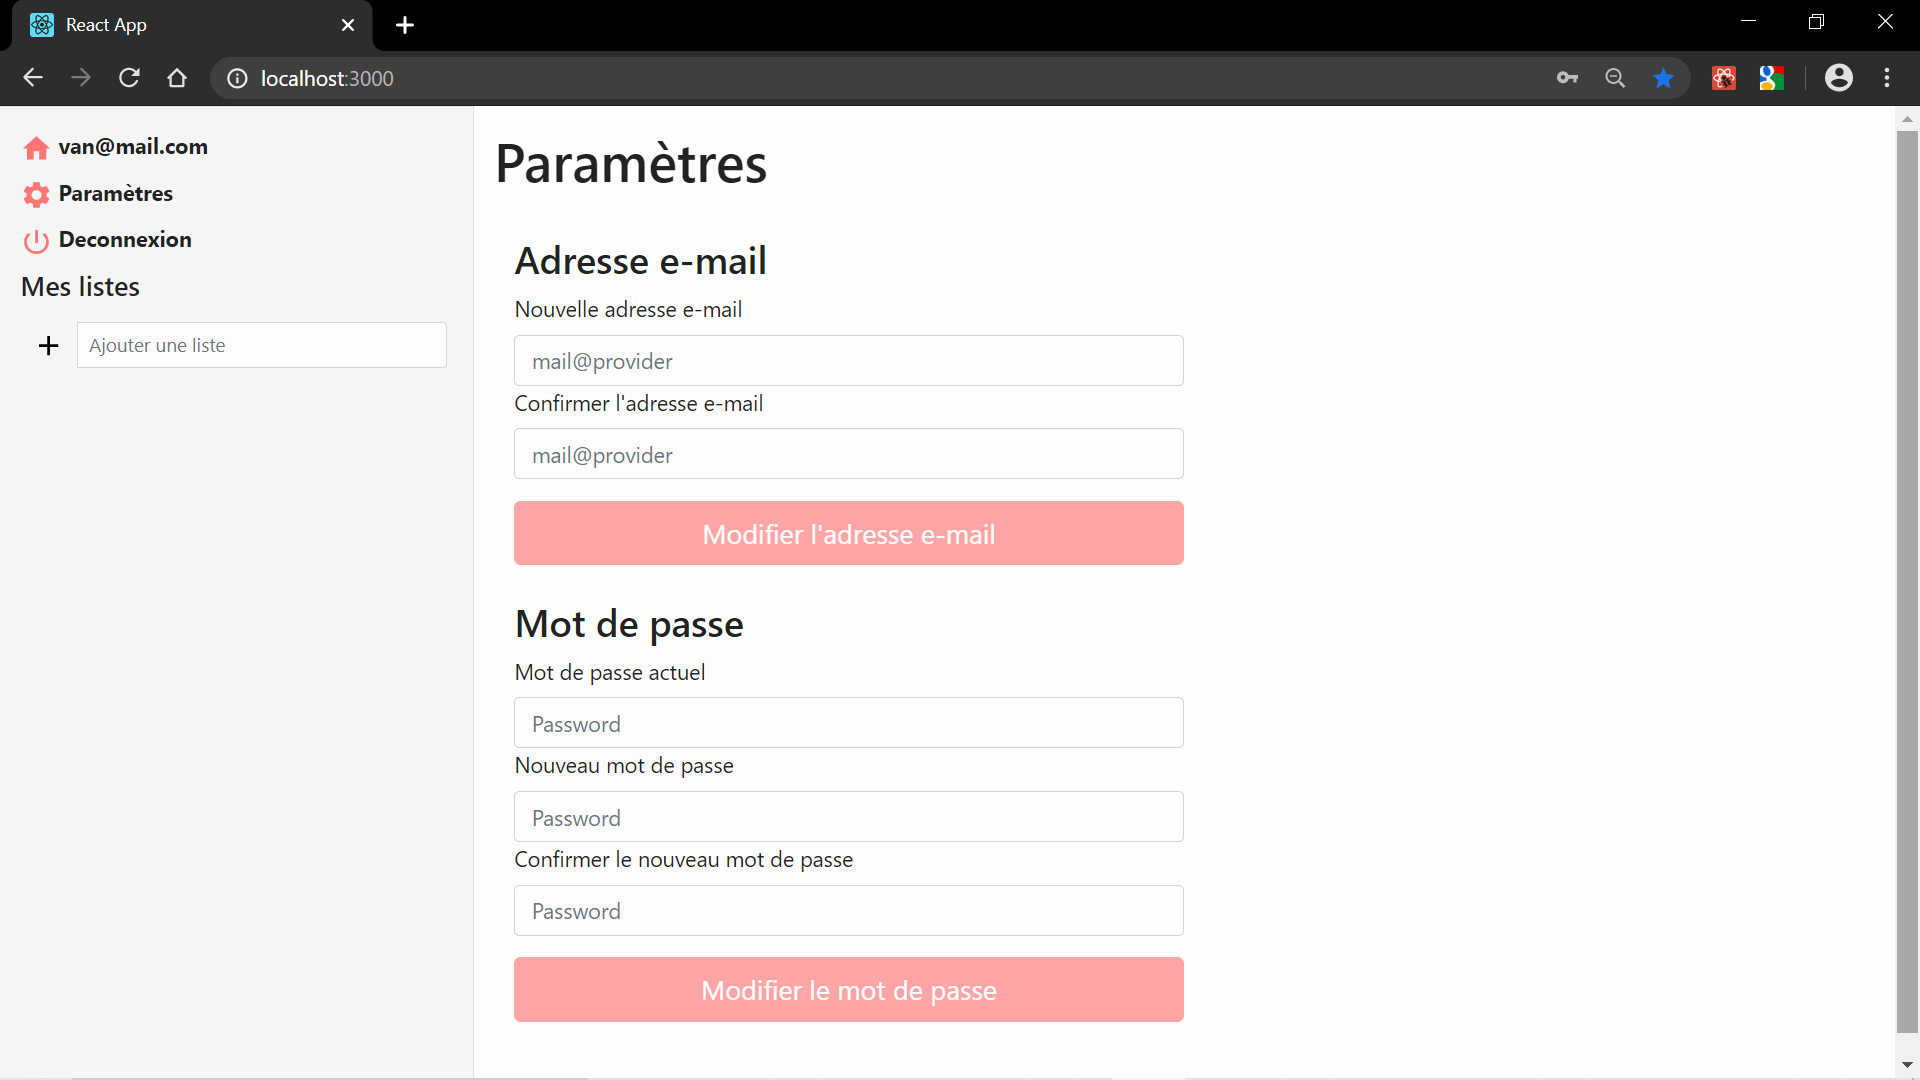 React App
localhost:3000
van@mail.com
Paramètres
Deconnexion
Mes listes
Ajouter une liste
Paramètres
Adresse e-mail
Nouvelle adresse e-mail
mail@provider
Confirmer l'adresse e-mail
mail@provider
Modifier l'adresse e-mail
Mot de passe
Mot de passe actuel
Password
Nouveau mot de passe
Password
Confirmer le nouveau mot de passe
Password
Modifier le mot de passe